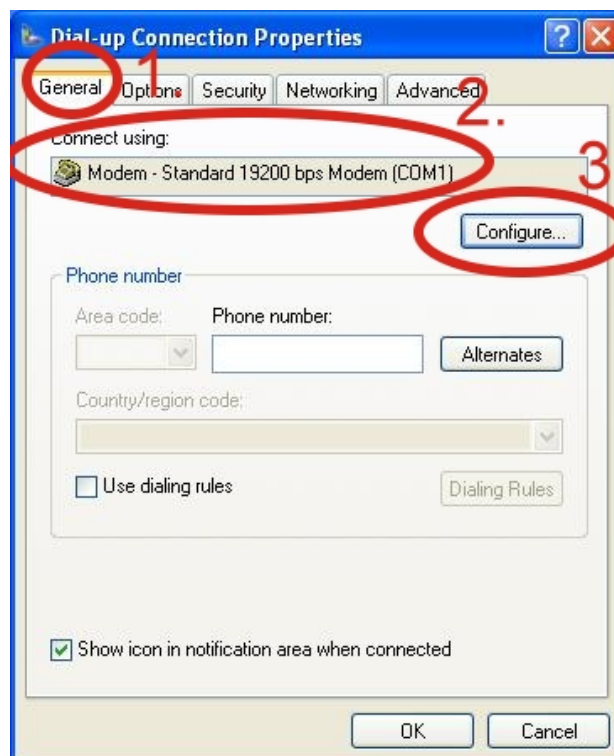 Dial-up Connection Properties
?
General
1
Options
Security
Networking
Advanced
2.
Connect using:
Modem - Standard 19200 bps Modem (COM1)
3
Configure...
Phone number
Area code:
Phone number:
Alternates
Country/region code:
Use dialing rules
Dialing Rules
Show icon in notification area when connected
OK
Cancel